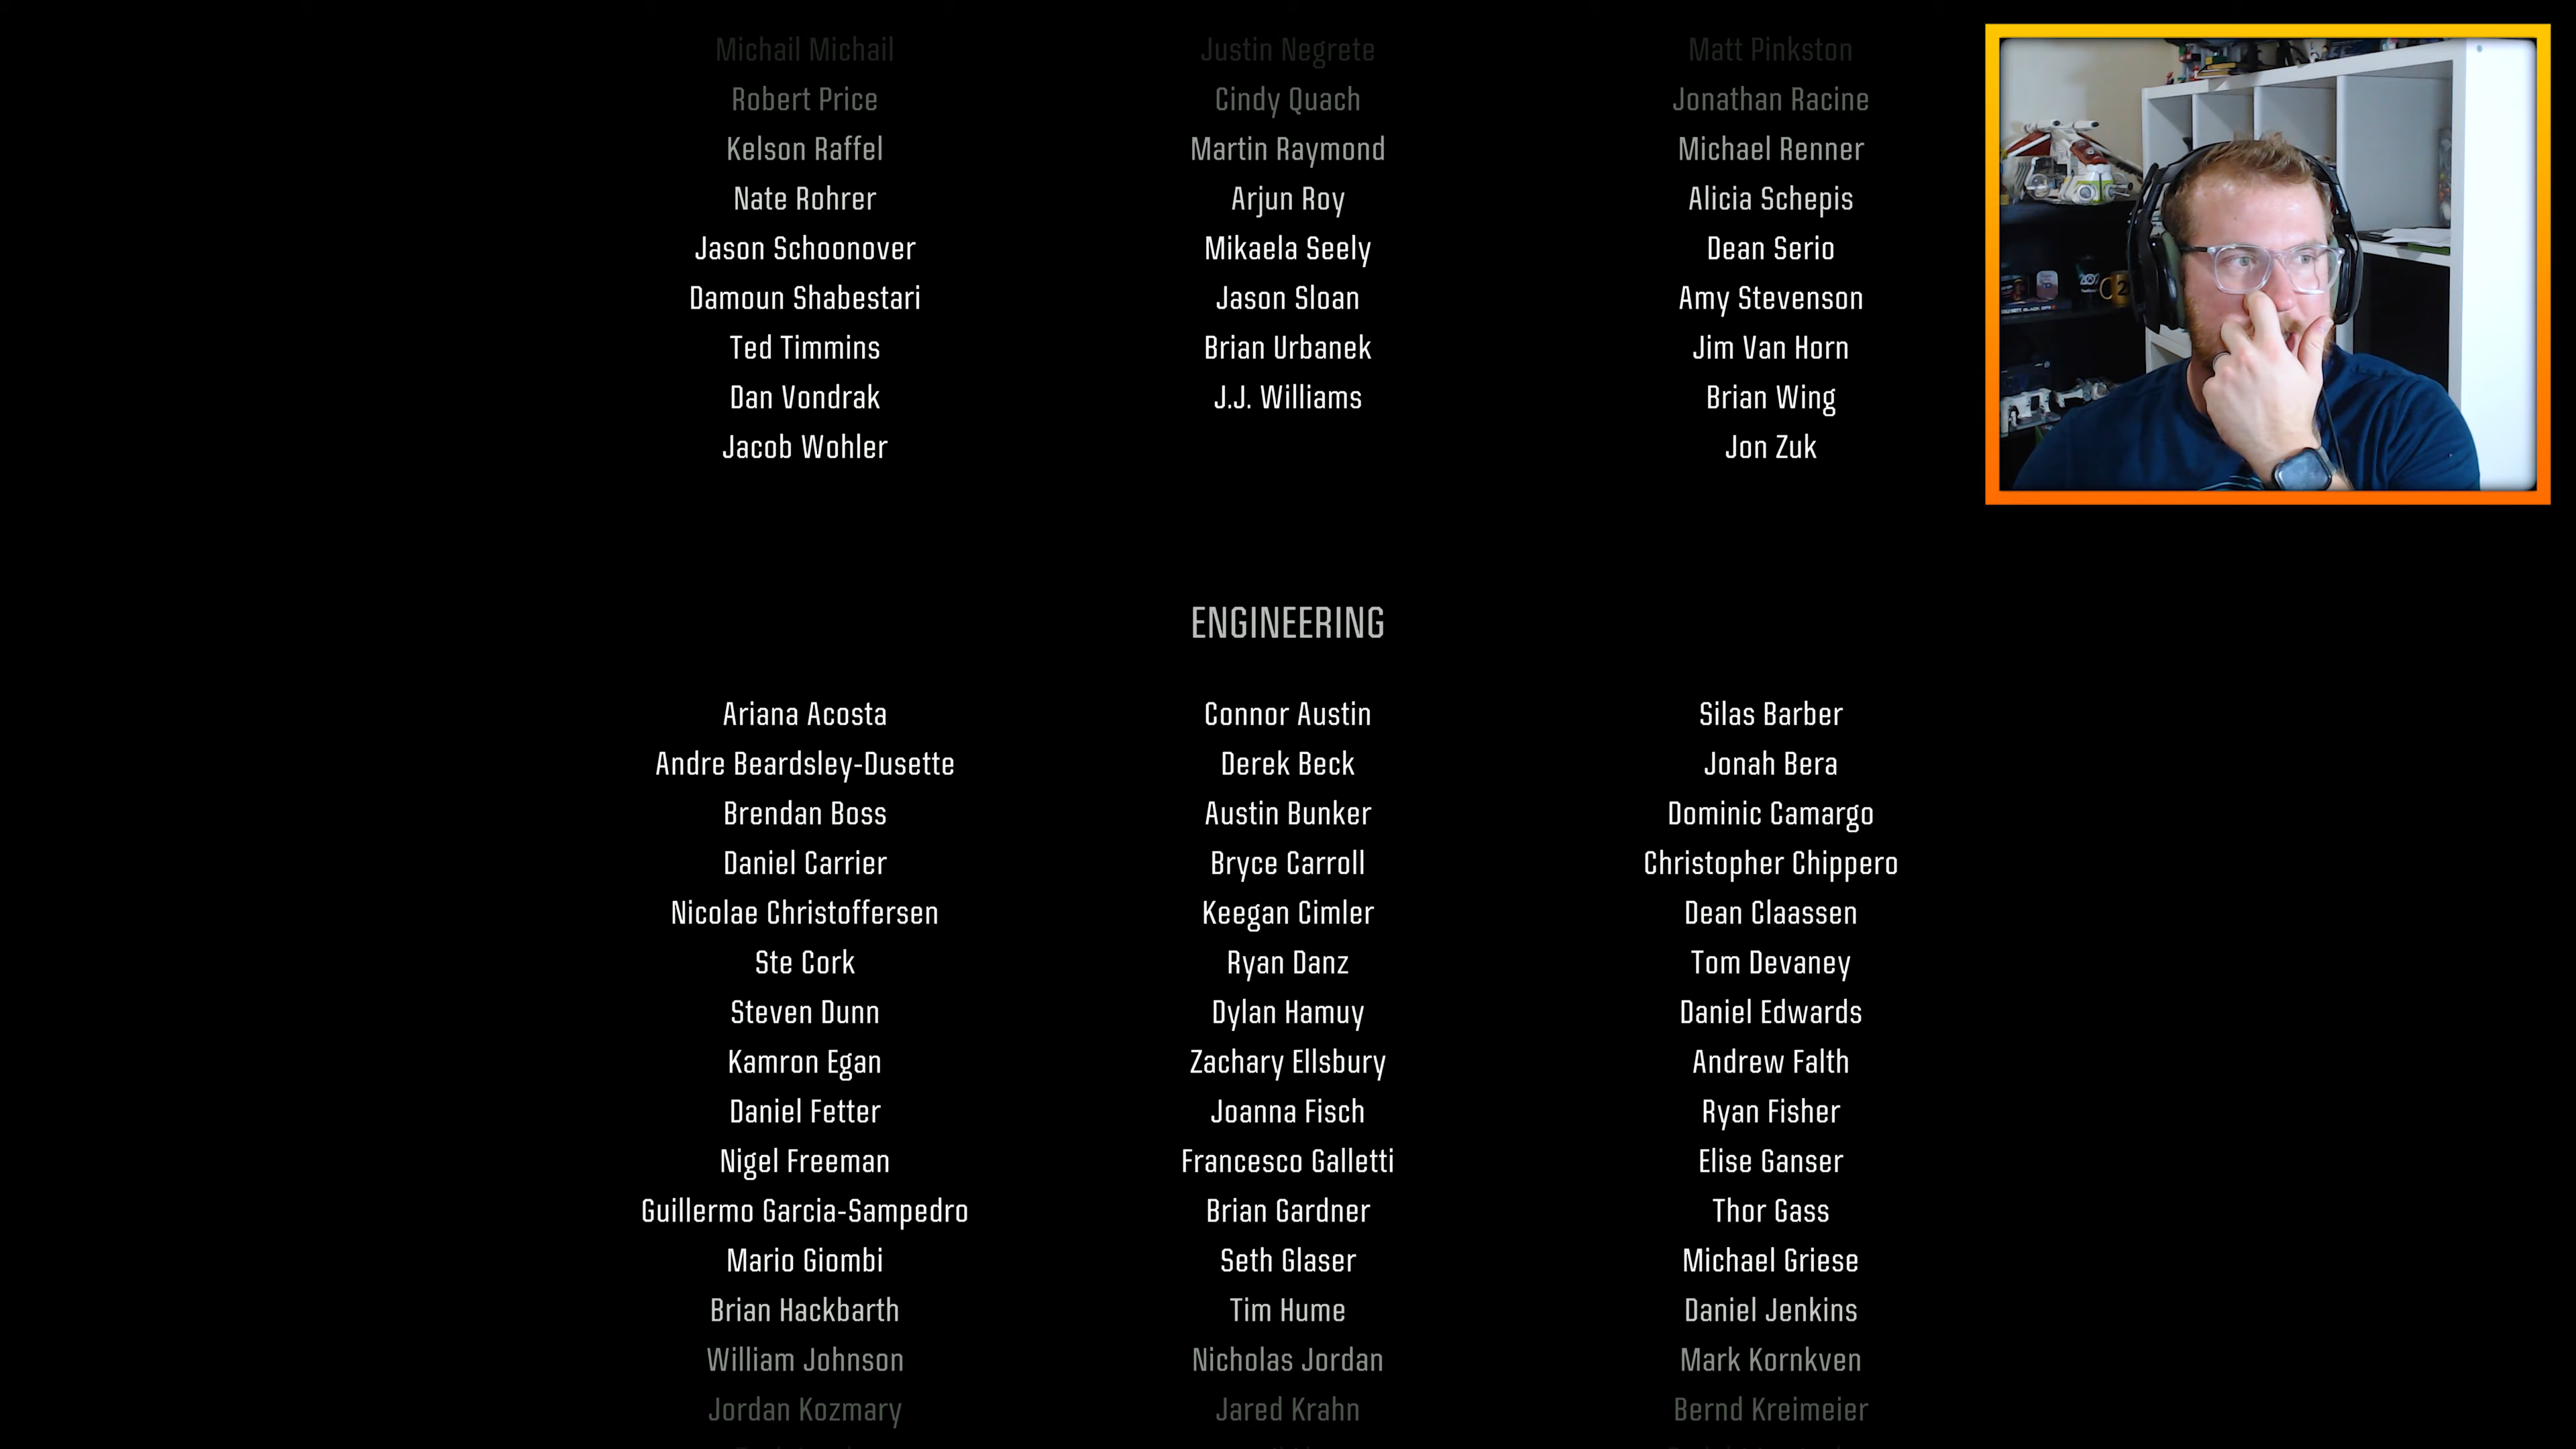 Michail Michail Justin Negrete Matt Pinkston
Robert Price Cindy Quach Jonathan Racine
Kelson Raffel Martin Raymond Michael Renner
Nate Rohrer Arjun Roy Alicia Schepis
Jason Schoonover Mikaela Seely Dean Serio
Damoun Shabestari Jason Sloan Amy Stevenson
Ted Timmins Brian Urbanek Jim Van Horn
Dan Vondrak J.J. Williams Brian Wing
Jacob Wohler Jon Zuk
ENGINEERING
Ariana Acosta Connor Austin Silas Barber
Andre Beardsley-Dusette Derek Beck Jonah Bera
Brendan Boss Austin Bunker Dominic Camargo
Daniel Carrier Bryce Carroll Christopher Chippero
Nicolae Christoffersen Keegan Cimler Dean Claassen
Ste Cork Ryan Danz Tom Devaney
Steven Dunn Dylan Hamuy Daniel Edwards
Kamron Egan Zachary Ellsbury Andrew Falth
Daniel Fetter Joanna Fisch Ryan Fisher
Nigel Freeman Francesco Galletti Elise Ganser
Guillermo Garcia-Sampedro Brian Gardner Thor Gass
Mario Giombi Seth Glaser Michael Griese
Brian Hackbarth Tim Hume Daniel Jenkins
William Johnson Nicholas Jordan Mark Kornkven
Jordan Kozmary Jared Krahn Bernd Kreimeier